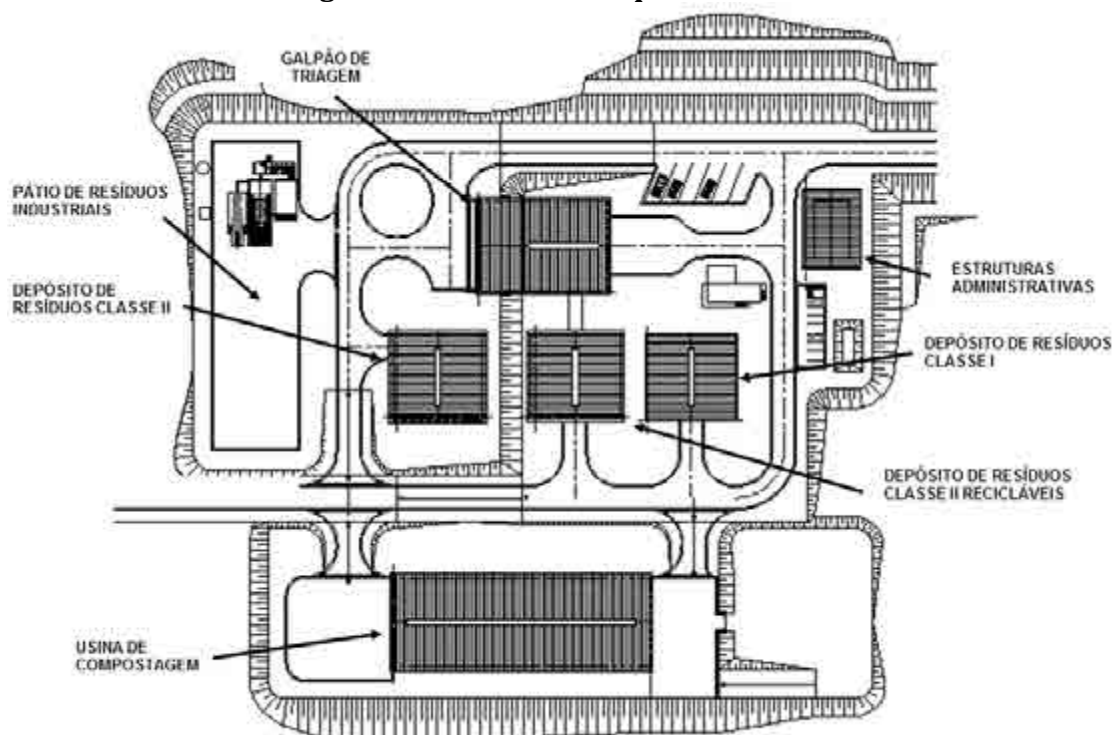 GALPÃO DE
TRIAGEM
PÁTIO DE RESÍDUOS
INDUSTRIAIS
DEPÓSITO DE
RESÍDUOS CLASSE II
ESTRUTURAS
ADMINISTRATIVAS
DEPÓSITO DE RESÍDUOS
CLASSE I
DEPÓSITO DE RESÍDUOS
CLASSE II RECICLÁVEIS
USINA DE
COMPOSTAGEM